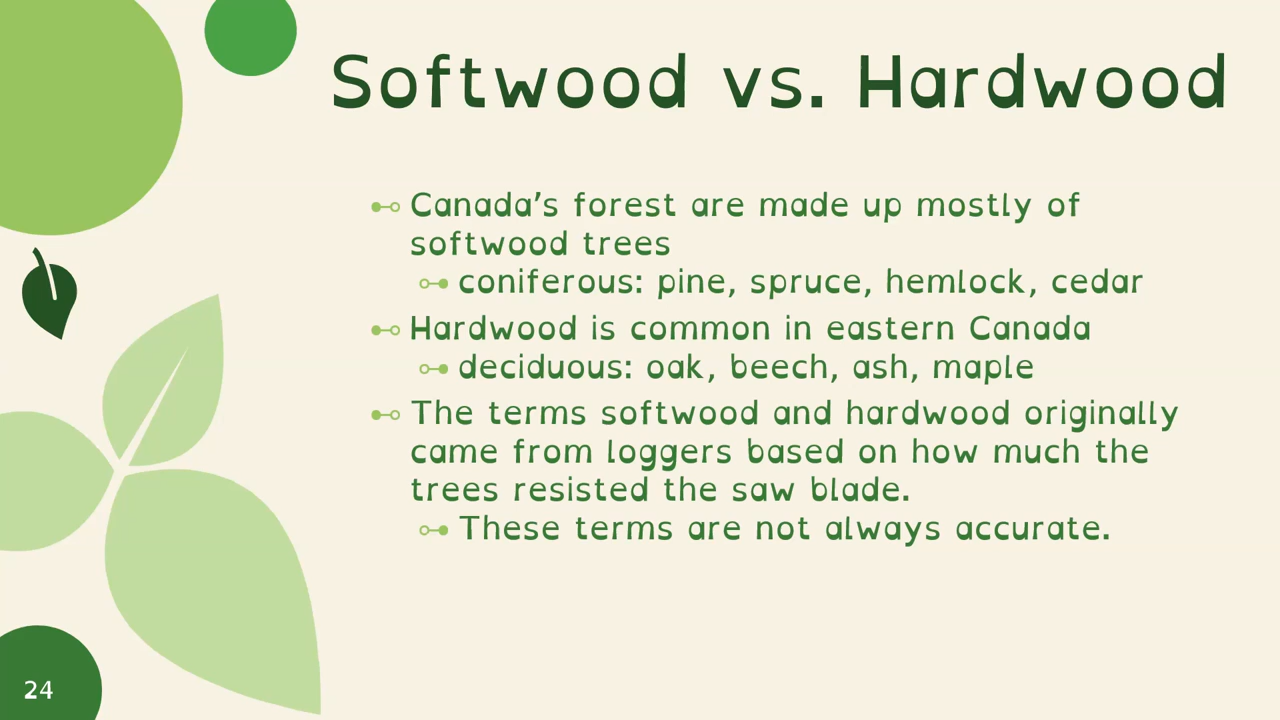 Softwood vs. Hardwood
Canada's forest are made up mostly of
softwood trees
coniferous: pine, spruce, hemlock, cedar
Hardwood is common in eastern Canada
deciduous: oak, beech, ash, maple
The terms softwood and hardwood originally
came from loggers based on how much the
trees resisted the saw blade.
These terms are not always accurate.
24